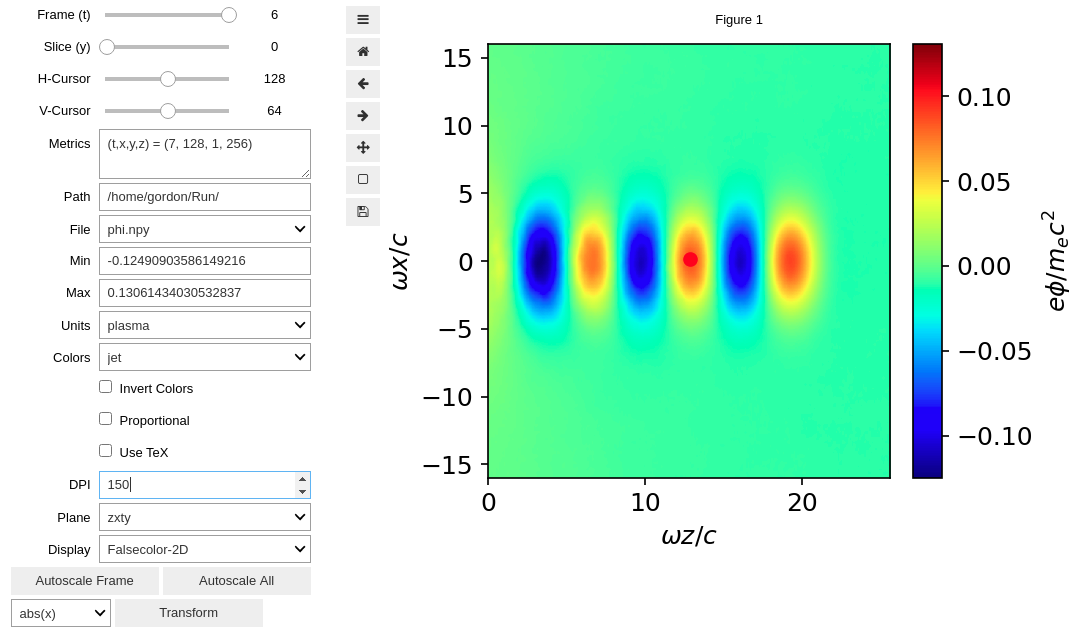 Frame (t) 6
Slice (y) 0
H-Cursor 128
V-Cursor 64
Metrics (t,x,y,z) = (7, 128, 1, 256)
Path /home/gordon/Run/
File phi.npy
Min -0.12490903586149216
Max 0.13061434030532837
Units plasma
Colors jet
Invert Colors
Proportional
Use TeX
DPI 150
Plane zxty
Display Falsecolor-2D
Autoscale Frame Autoscale All
abs(x) Transform
Figure 1
15
10
5
0
−5
−10
−15
ωx/c
0 10 20
ωz/c
0.10
0.05
0.00
−0.05
−0.10
eϕ/mₑc²